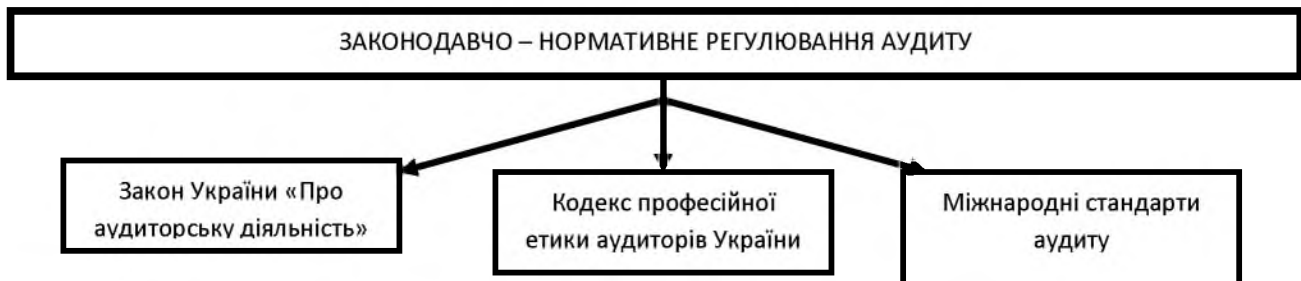 ЗАКОНОДАВЧО – НОРМАТИВНЕ РЕГУЛЮВАННЯ АУДИТУ
Закон України «Про
аудиторську діяльність»
Кодекс професійної
етики аудиторів України
Міжнародні стандарти
аудиту